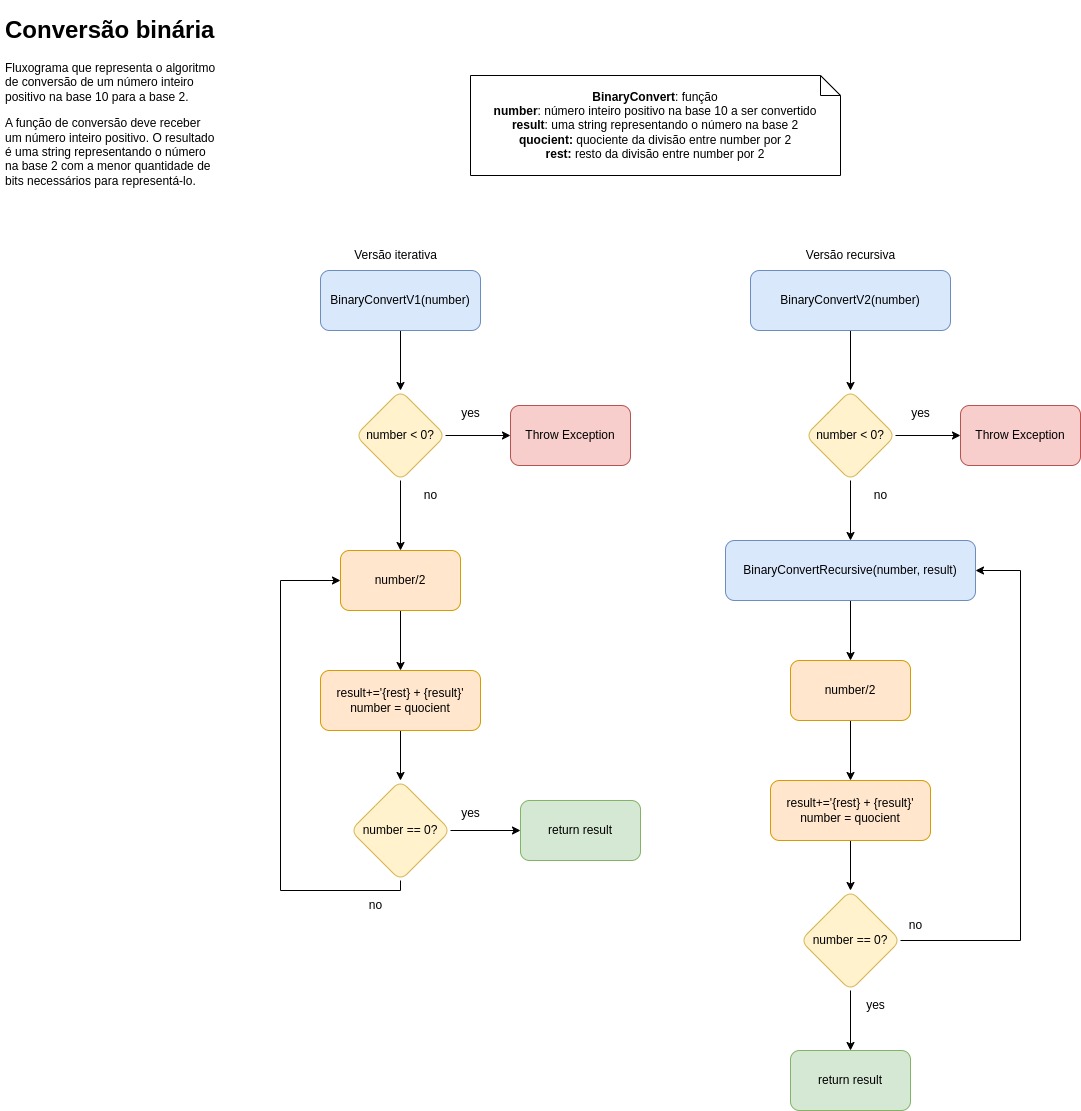 Conversão binária
Fluxograma que representa o algoritmo
de conversão de um número inteiro
positivo na base 10 para a base 2.
A função de conversão deve receber
um número inteiro positivo. O resultado
é uma string representando o número
na base 2 com a menor quantidade de
bits necessários para representá-lo.
BinaryConvert: função
number: número inteiro positivo na base 10 a ser convertido
result: uma string representando o número na base 2
quocient: quociente da divisão entre number por 2
rest: resto da divisão entre number por 2
Versão iterativa
BinaryConvertV1(number)
number < 0?
yes
Throw Exception
no
number/2
result+='{rest} + {result}'
number = quocient
number == 0?
yes
return result
no
Versão recursiva
BinaryConvertV2(number)
number < 0?
yes
Throw Exception
no
BinaryConvertRecursive(number, result)
number/2
result+='{rest} + {result}'
number = quocient
number == 0?
no
yes
return result